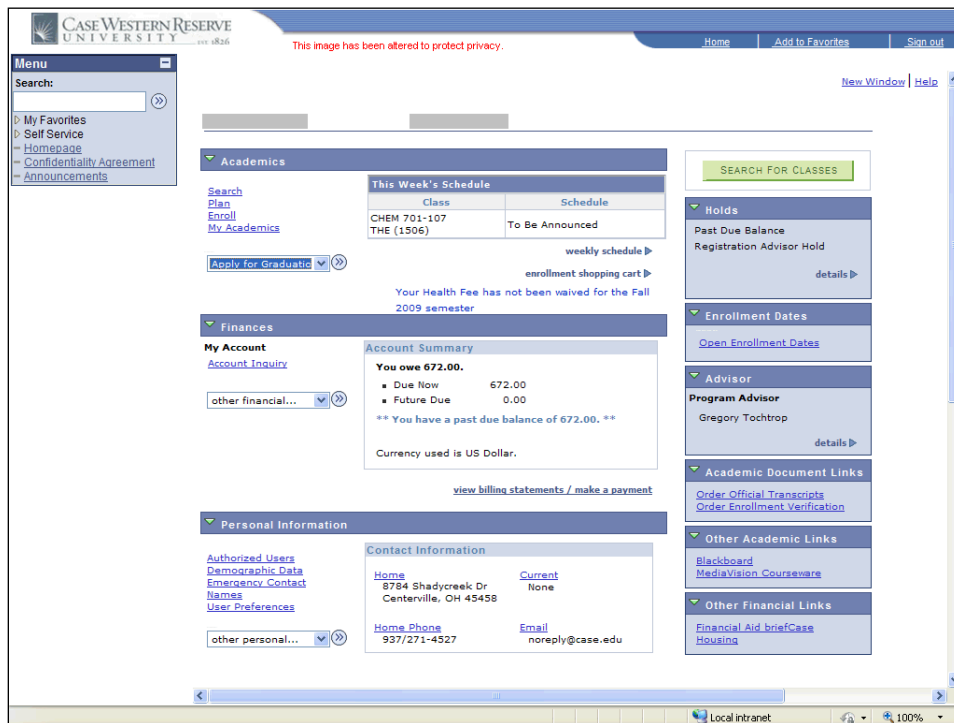 CASE WESTERN RESERVE
UNIVERSITY EST 1826
This image has been altered to protect privacy.
Home
Add to Favorites
Sign out
Menu
Search:
My Favorites
Self Service
Homepage
Confidentiality Agreement
Announcements
New Window
Help
Academics
Search
Plan
Enroll
My Academics
Apply for Graduatic
This Week's Schedule
Class
Schedule
CHEM 701-107
THE (1506)
To Be Announced
weekly schedule
enrollment shopping cart
Your Health Fee has not been waived for the Fall
2009 semester
Finances
My Account
Account Inquiry
other financial...
Account Summary
You owe 672.00.
Due Now 672.00
Future Due 0.00
** You have a past due balance of 672.00. **
Currency used is US Dollar.
view billing statements / make a payment
Personal Information
Authorized Users
Demographic Data
Emergency Contact
Names
User Preferences
other personal...
Contact Information
Home
8784 Shadycreek Dr
Centerville, OH 45458
Current
None
Home Phone
937/271-4527
Email
noreply@case.edu
SEARCH FOR CLASSES
Holds
Past Due Balance
Registration Advisor Hold
details
Enrollment Dates
Open Enrollment Dates
Advisor
Program Advisor
Gregory Tochtrop
details
Academic Document Links
Order Official Transcripts
Order Enrollment Verification
Other Academic Links
Blackboard
MediaVision Courseware
Other Financial Links
Financial Aid briefCase
Housing
Local intranet
100%